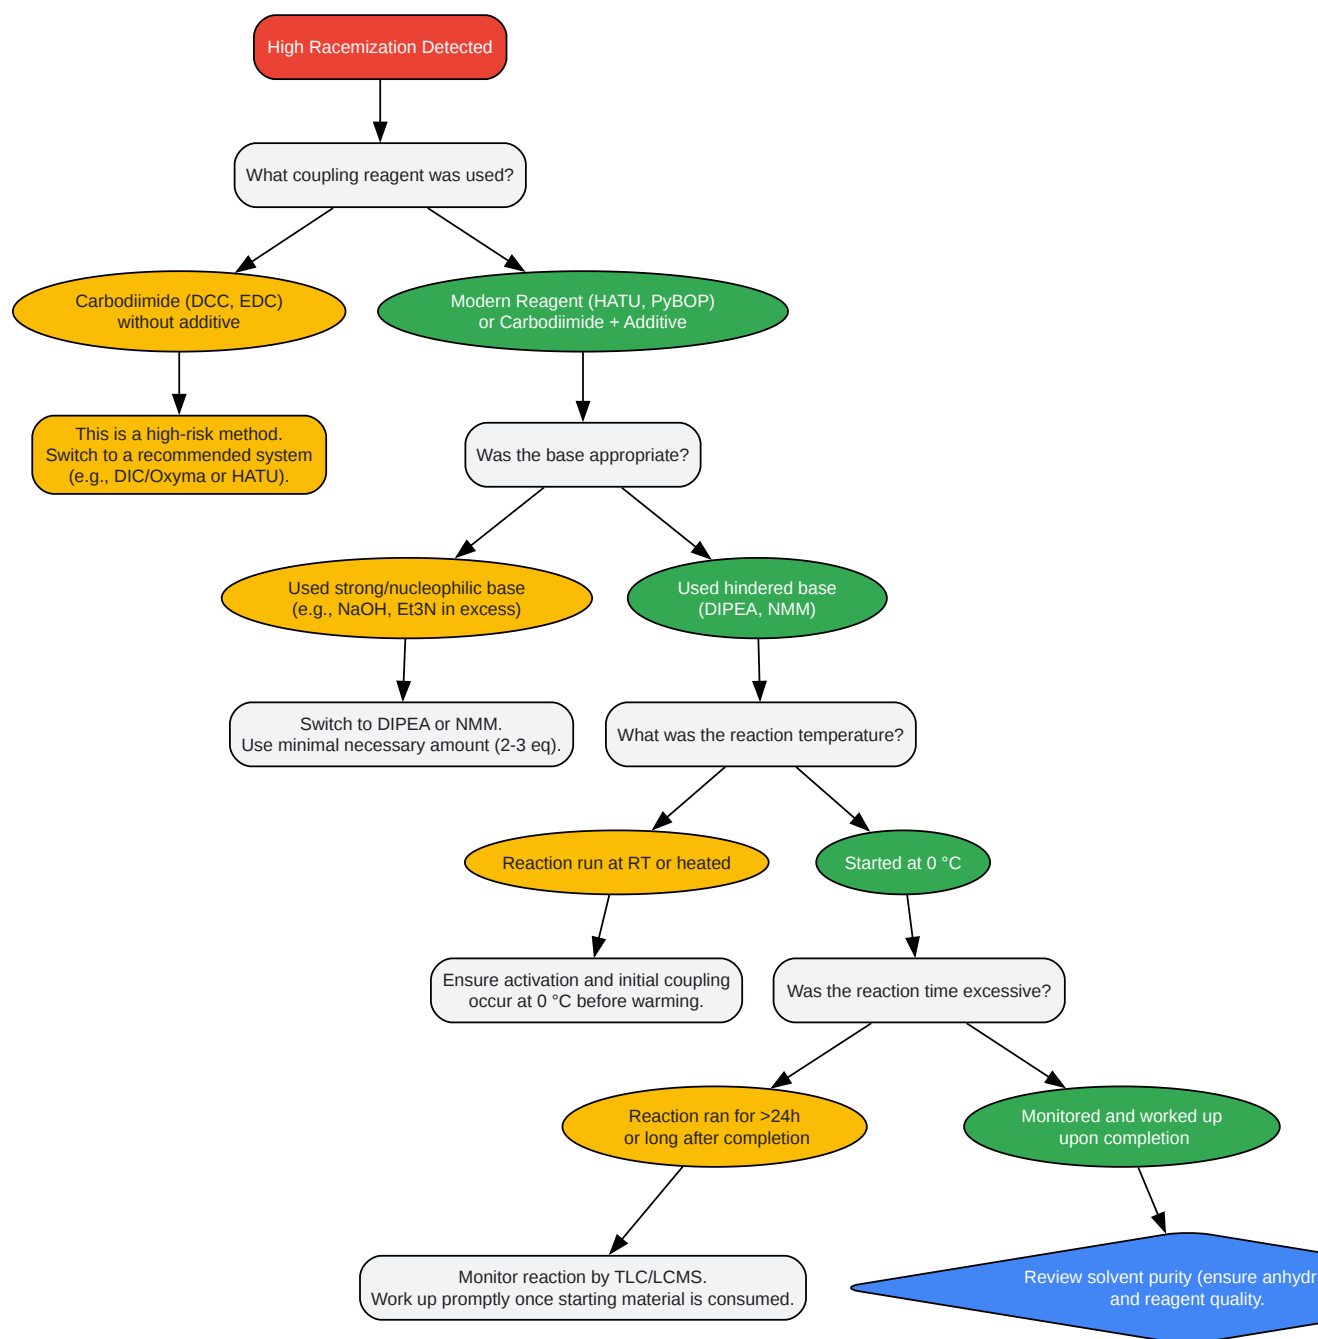 High Racemization Detected
What coupling reagent was used?
Carbodiimide (DCC, EDC)
without additive
Modern Reagent (HATU, PyBOP)
or Carbodiimide + Additive
This is a high-risk method.
Switch to a recommended system
(e.g., DIC/Oxyma or HATU).
Was the base appropriate?
Used strong/nucleophilic base
(e.g., NaOH, Et3N in excess)
Used hindered base
(DIPEA, NMM)
Switch to DIPEA or NMM.
Use minimal necessary amount (2-3 eq).
What was the reaction temperature?
Reaction run at RT or heated
Started at 0 °C
Ensure activation and initial coupling
occur at 0 °C before warming.
Was the reaction time excessive?
Reaction ran for >24h
or long after completion
Monitored and worked up
upon completion
Monitor reaction by TLC/LCMS.
Work up promptly once starting material is consumed.
Review solvent purity (ensure anhydr
and reagent quality.